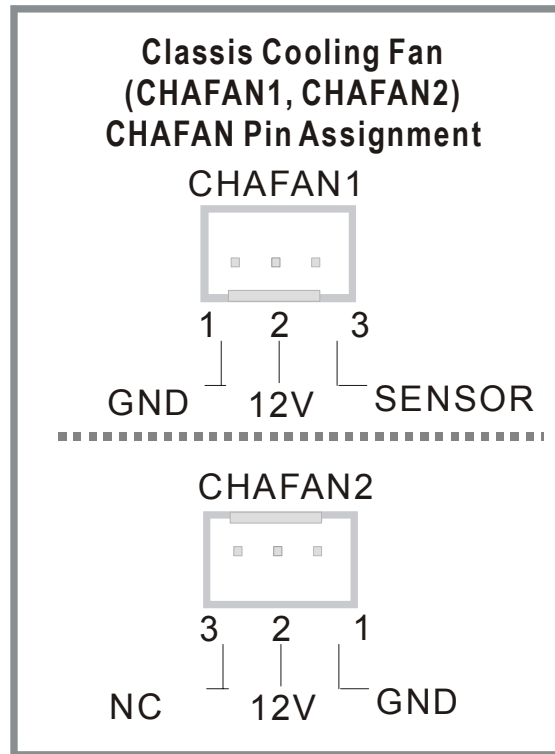 Classis Cooling Fan
(CHAFAN1, CHAFAN2)
CHAFAN Pin Assignment
CHAFAN1
1 2 3
GND 12V SENSOR
CHAFAN2
3 2 1
NC 12V GND